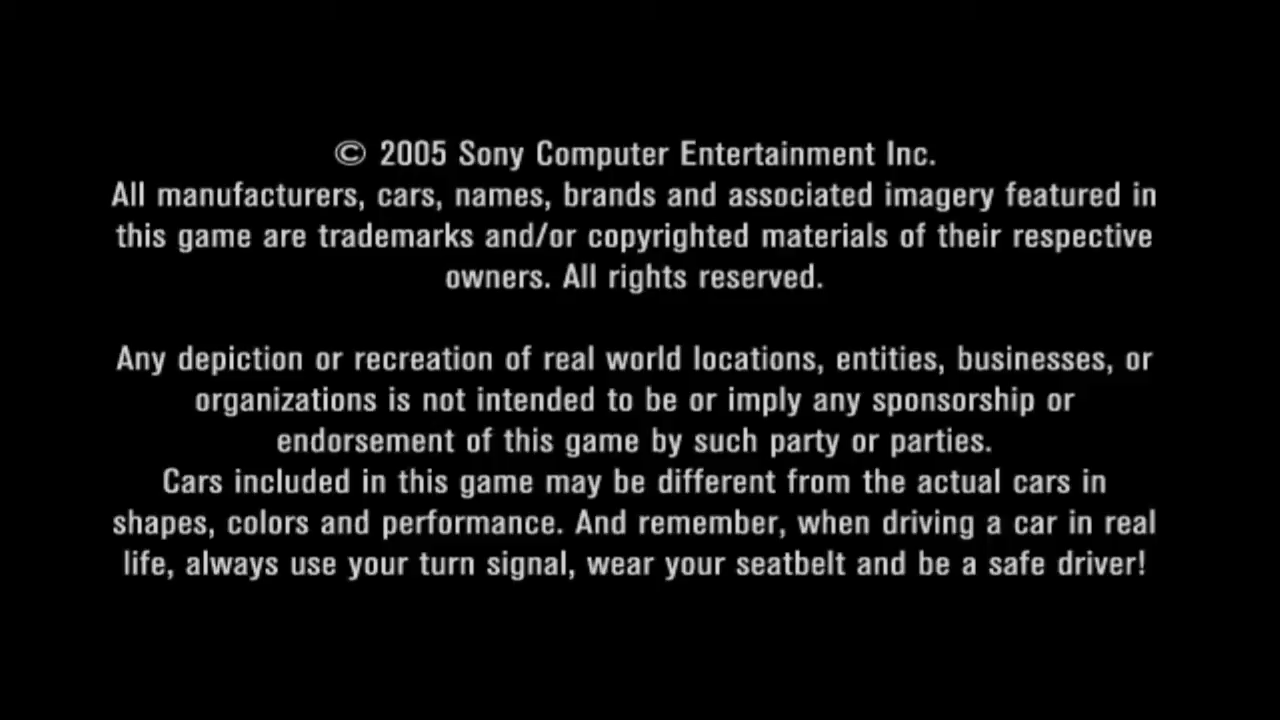 © 2005 Sony Computer Entertainment Inc.
All manufacturers, cars, names, brands and associated imagery featured in
this game are trademarks and/or copyrighted materials of their respective
owners. All rights reserved.
Any depiction or recreation of real world locations, entities, businesses, or
organizations is not intended to be or imply any sponsorship or
endorsement of this game by such party or parties.
Cars included in this game may be different from the actual cars in
shapes, colors and performance. And remember, when driving a car in real
life, always use your turn signal, wear your seatbelt and be a safe driver!